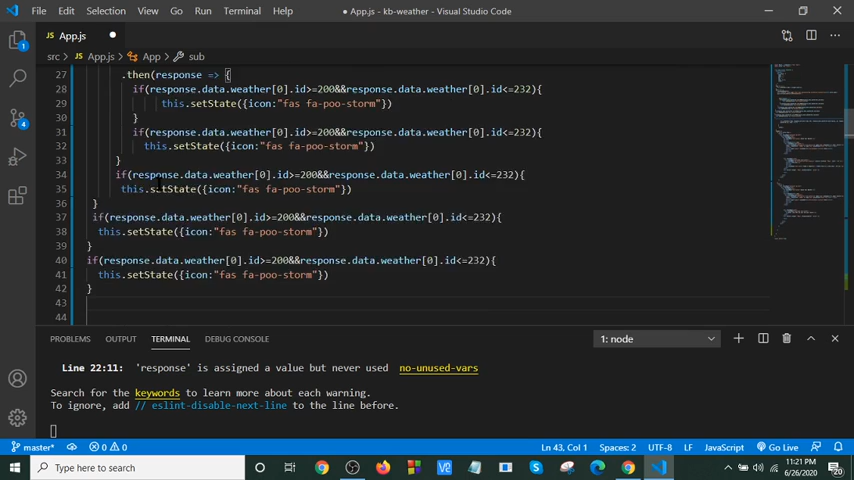 File Edit Selection View Go Run Terminal Help ● App.js - kb-weather - Visual Studio Code
JS App.js ●
src > JS App.js > App > sub
27 .then(response => {
28 if(response.data.weather[0].id>=200&&response.data.weather[0].id<=232){
29 this.setState({icon:"fas fa-poo-storm"})
30 }
31 if(response.data.weather[0].id>=200&&response.data.weather[0].id<=232){
32 this.setState({icon:"fas fa-poo-storm"})
33 }
34 if(response.data.weather[0].id>=200&&response.data.weather[0].id<=232){
35 this.setState({icon:"fas fa-poo-storm"})
36 }
37 if(response.data.weather[0].id>=200&&response.data.weather[0].id<=232){
38 this.setState({icon:"fas fa-poo-storm"})
39 }
40 if(response.data.weather[0].id>=200&&response.data.weather[0].id<=232){
41 this.setState({icon:"fas fa-poo-storm"})
42 }
43
44
PROBLEMS OUTPUT TERMINAL DEBUG CONSOLE 1: node
Line 22:11: 'response' is assigned a value but never used no-unused-vars
Search for the keywords to learn more about each warning.
To ignore, add // eslint-disable-next-line to the line before.
master* 0 0 Ln 43, Col 1 Spaces: 2 UTF-8 LF JavaScript Go Live
Type here to search
11:21 PM
6/26/2020
20